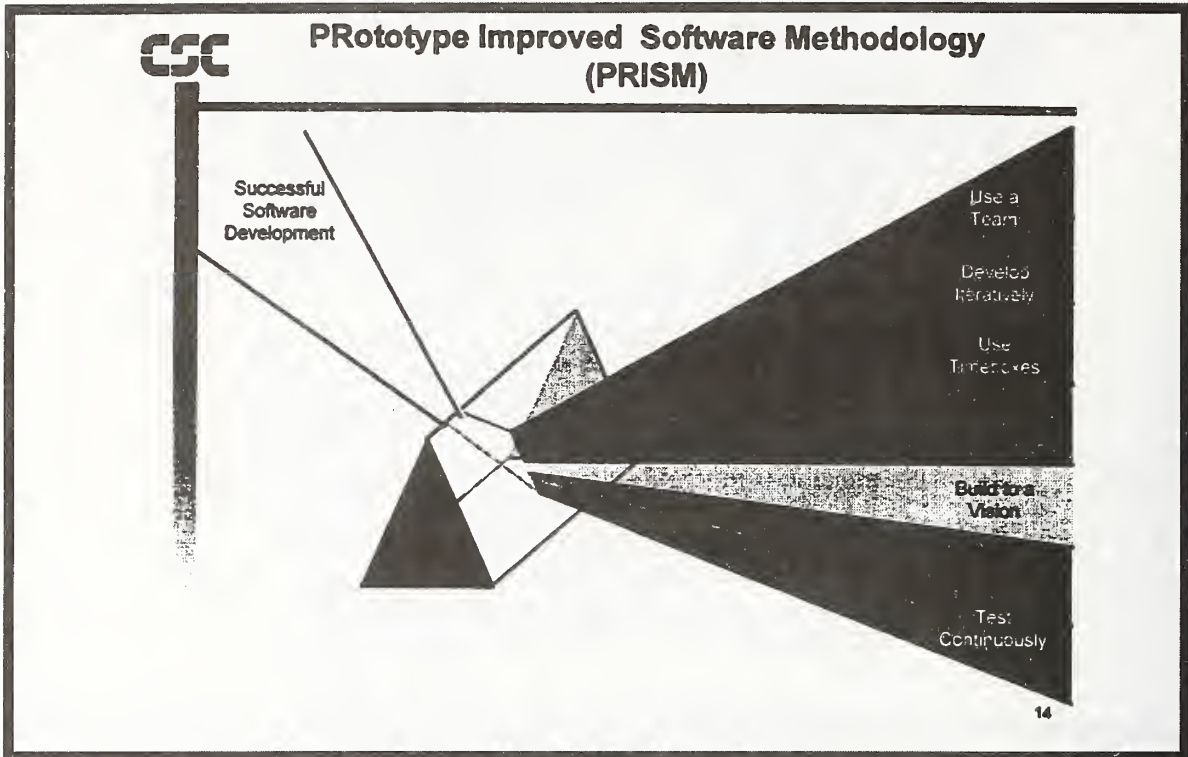 CSC
PRototype Improved Software Methodology
(PRISM)
Successful
Software
Development
Use a
Team
Develop
Iteratively
Use
Timeboxes
Build to a
Vision
Test
Continuously
14